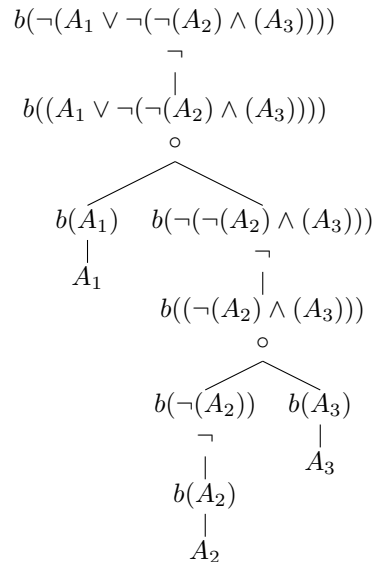 b(¬(A₁ ∨ ¬(¬(A₂) ∧ (A₃))))
¬
b((A₁ ∨ ¬(¬(A₂) ∧ (A₃))))
∘
b(A₁) b(¬(¬(A₂) ∧ (A₃)))
¬
A₁
b((¬(A₂) ∧ (A₃)))
∘
b(¬(A₂)) b(A₃)
¬
A₃
b(A₂)
A₂